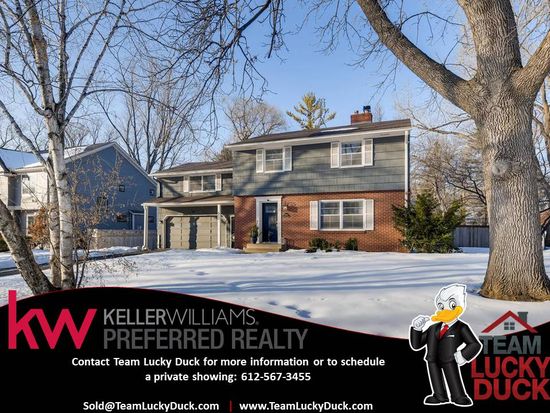 kw KELLERWILLIAMS®
PREFERRED REALTY
Contact Team Lucky Duck for more information or to schedule
a private showing: 612-567-3455
Sold@TeamLuckyDuck.com | www.TeamLuckyDuck.com
TEAM
LUCKY
DUCK